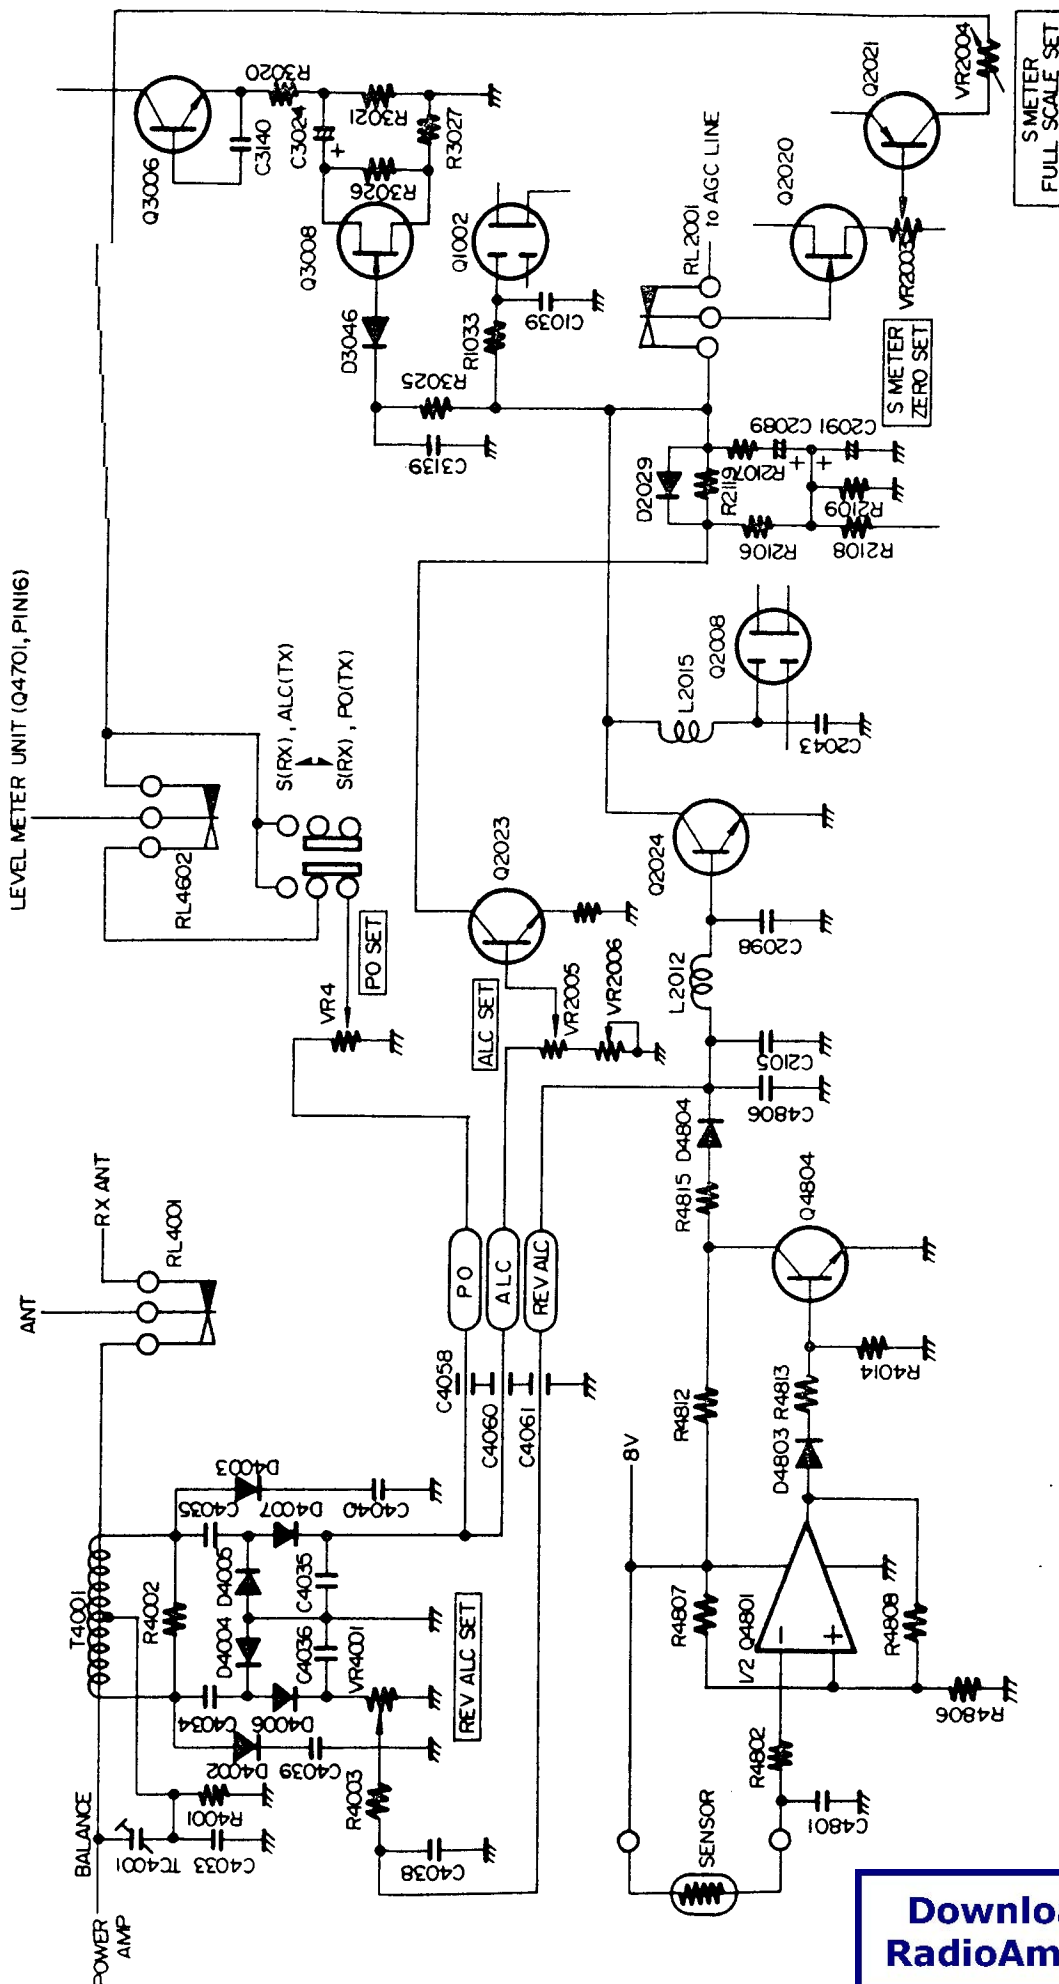 LEVEL METER UNIT (Q4701, PIN16)
Q3006
C3140
R3020
C3024
+
R3021
R3027
R3026
Q3008
D3046
Q1002
R1033
C1039
R3025
C3139
RL2001
to AGC LINE
Q2020
Q2021
VR2004
S METER
FULL SCALE SET
VR2003
S METER
ZERO SET
D2029
R2119
R2107
C2089
C2091
+
+
R2109
R2106
R2108
RL4602
S(RX), ALC(TX)
S(RX), PO(TX)
PO SET
VR4
Q2023
ALC SET
VR2005
VR2006
L2015
Q2008
C2043
Q2024
C2098
L2012
C2105
C4806
D4804
R4815
Q4804
ANT
RX ANT
RL4001
PO
ALC
REV ALC
C4058
C4060
C4061
R4812
R4014
R4813
D4803
8V
T4001
R4002
C4035
D4003
D4007
C4040
D4005
D4004
C4035
C4036
VR4001
REV ALC SET
C4034
D4006
D4002
C4039
BALANCE
TC4001
C4033
R4001
R4003
C4038
POWER
AMP
R4807
1/2 Q4801
-
+
R4808
R4806
R4802
C4801
SENSOR
Downloa
RadioAm